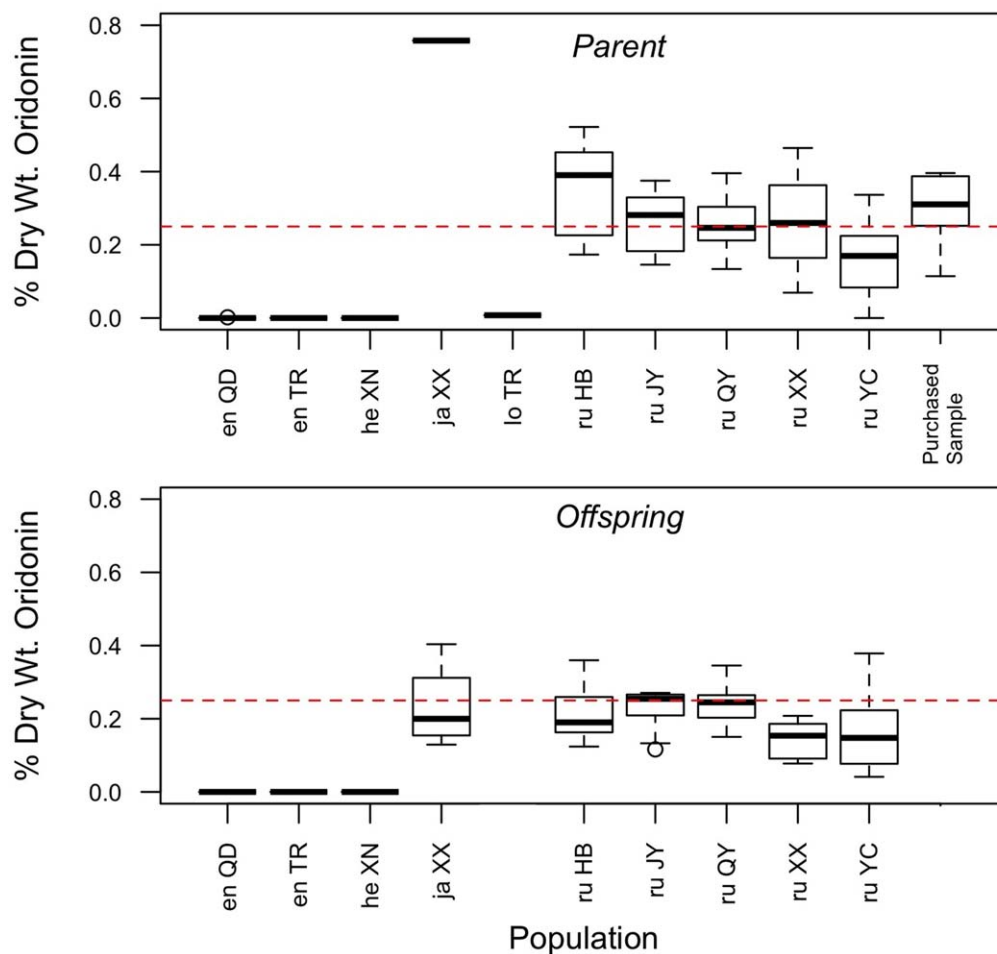 Parent
% Dry Wt. Oridonin
0.8
0.6
0.4
0.2
0.0
en QD
en TR
he XN
ja XX
lo TR
ru HB
ru JY
ru QY
ru XX
ru YC
Purchased
Sample
Offspring
% Dry Wt. Oridonin
0.8
0.6
0.4
0.2
0.0
en QD
en TR
he XN
ja XX
ru HB
ru JY
ru QY
ru XX
ru YC
Population